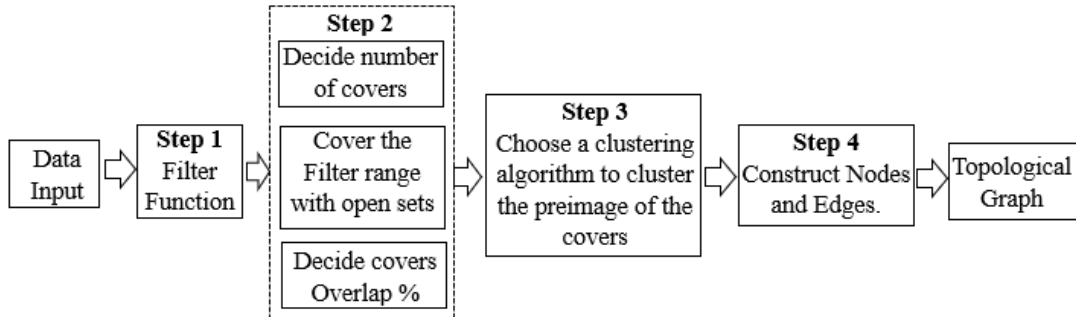 Data
Input
Step 1
Filter
Function
Step 2
Decide number
of covers
Cover the
Filter range
with open sets
Decide covers
Overlap %
Step 3
Choose a clustering
algorithm to cluster
the preimage of the
covers
Step 4
Construct Nodes
and Edges.
Topological
Graph